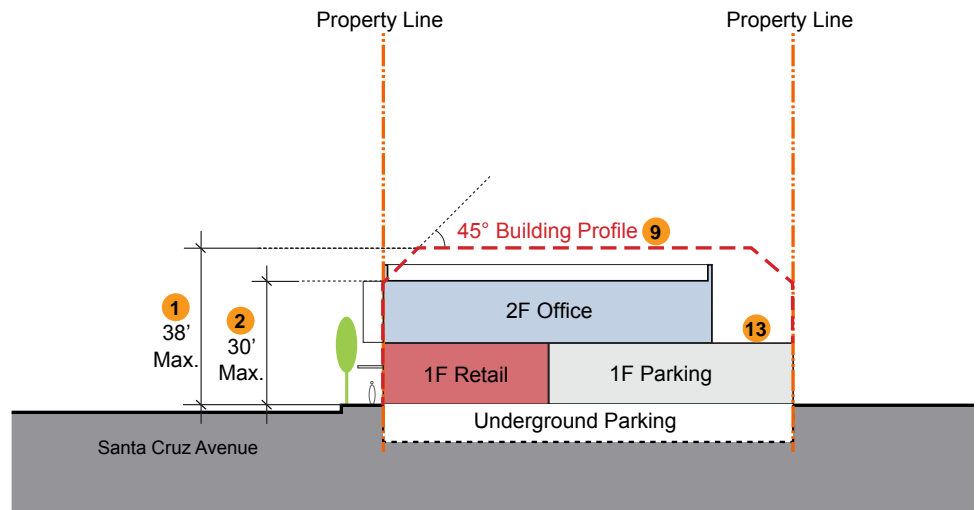 Property Line
Property Line
45° Building Profile 9
1
38’
Max.
2
30’
Max.
2F Office
13
1F Retail
1F Parking
Underground Parking
Santa Cruz Avenue